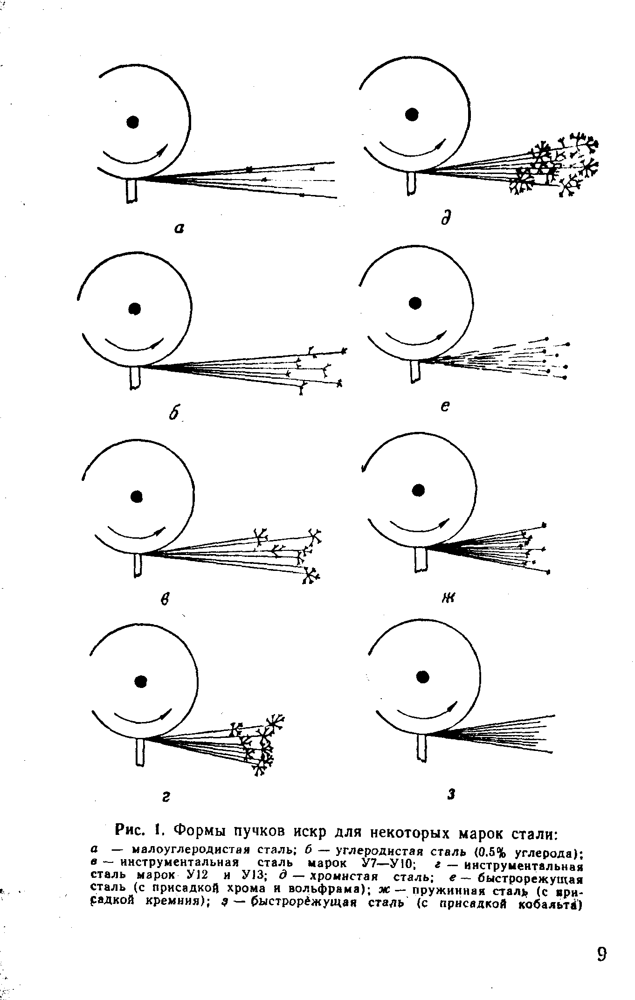 а
д
б
е
в
ж
г
з
Рис. 1. Формы пучков искр для некоторых марок стали:
а — малоуглеродистая сталь; б — углеродистая сталь (0.5% углерода);
в — инструментальная сталь марок У7—У10; г — инструментальная
сталь марок У12 и У13; д — хромистая сталь; е — быстрорежущая
сталь (с присадкой хрома и вольфрама); ж — пружинная сталь (с при-
садкой кремния); з — быстрорежущая сталь (с присадкой кобальта)
9